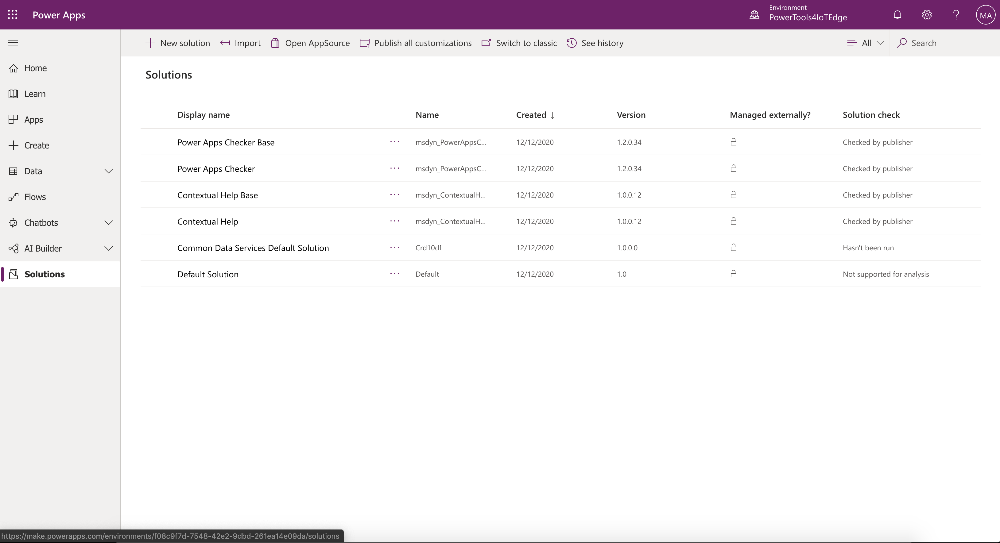 Power Apps
Environment
PowerTools4IoTEdge
MA
New solution Import Open AppSource Publish all customizations Switch to classic See history All Search
Home
Learn
Apps
Create
Data
Flows
Chatbots
AI Builder
Solutions
Solutions
Display name Name Created ↓ Version Managed externally? Solution check
Power Apps Checker Base ··· msdyn_PowerAppsC... 12/12/2020 1.2.0.34 Checked by publisher
Power Apps Checker ··· msdyn_PowerAppsC... 12/12/2020 1.2.0.34 Checked by publisher
Contextual Help Base ··· msdyn_ContextualH... 12/12/2020 1.0.0.12 Checked by publisher
Contextual Help ··· msdyn_ContextualH... 12/12/2020 1.0.0.12 Checked by publisher
Common Data Services Default Solution ··· Crd10df 12/12/2020 1.0.0.0 Hasn't been run
Default Solution ··· Default 12/12/2020 1.0 Not supported for analysis
https://make.powerapps.com/environments/f08c9f7d-7548-42e2-9dbd-261ea14e09da/solutions